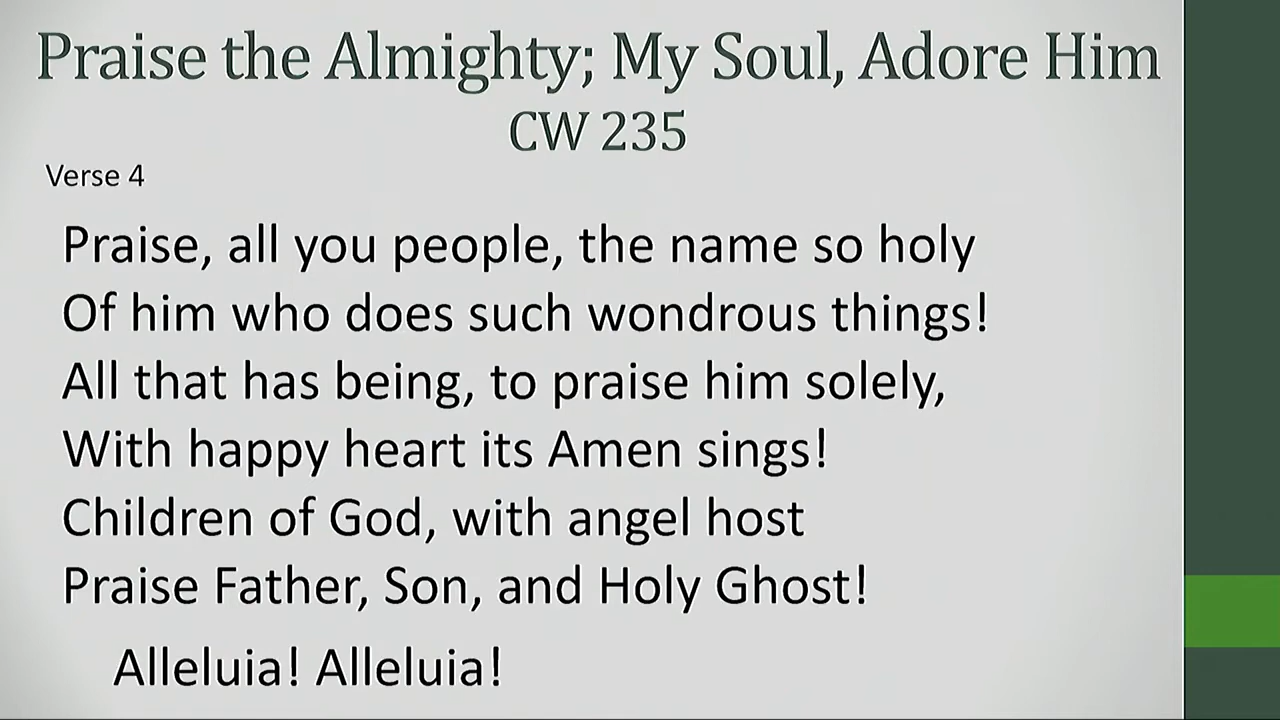 Praise the Almighty; My Soul, Adore Him
CW 235
Verse 4
Praise, all you people, the name so holy
Of him who does such wondrous things!
All that has being, to praise him solely,
With happy heart its Amen sings!
Children of God, with angel host
Praise Father, Son, and Holy Ghost!
Alleluia! Alleluia!